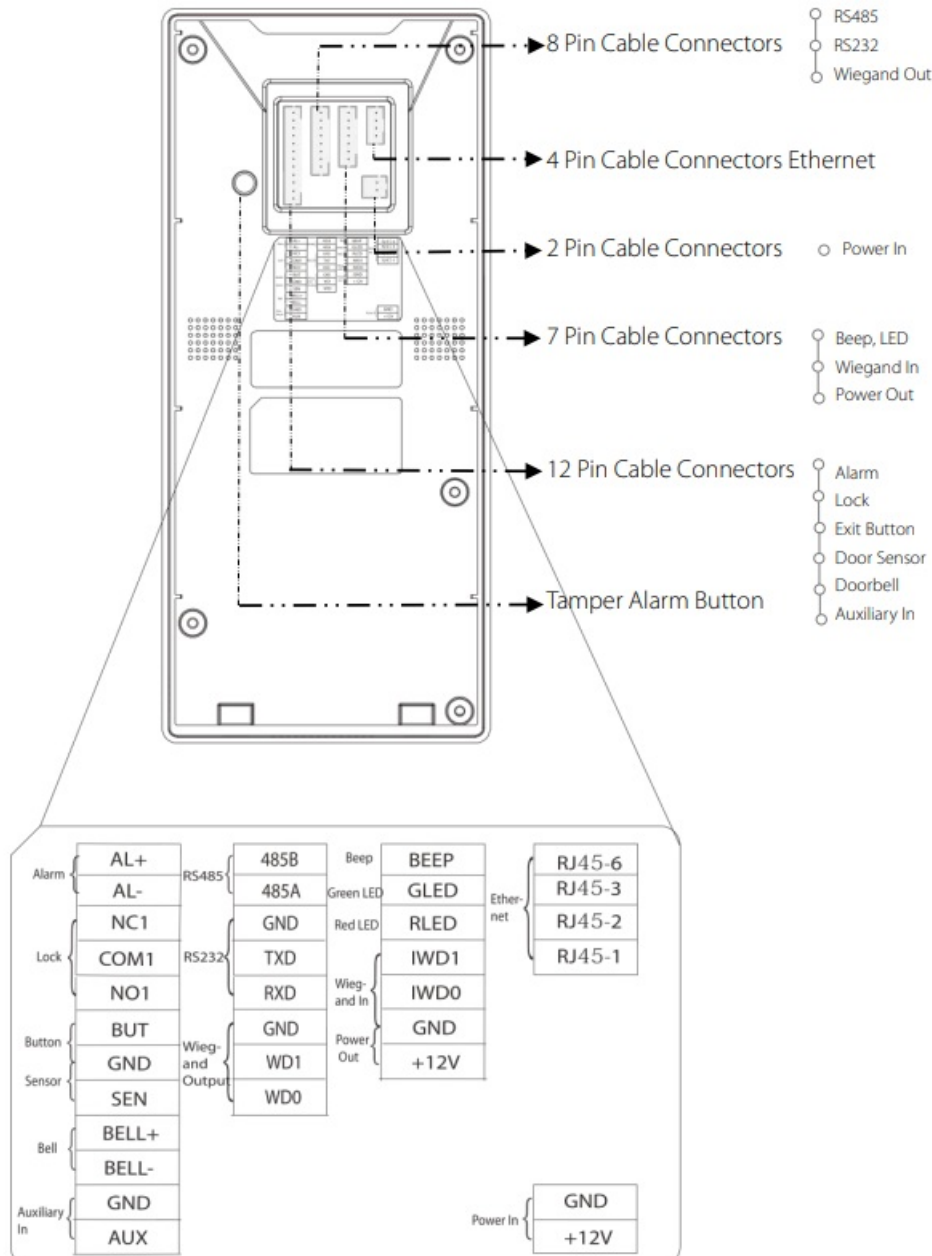 8 Pin Cable Connectors
RS485
RS232
Wiegand Out
4 Pin Cable Connectors Ethernet
2 Pin Cable Connectors
Power In
7 Pin Cable Connectors
Beep, LED
Wiegand In
Power Out
12 Pin Cable Connectors
Alarm
Lock
Exit Button
Door Sensor
Doorbell
Auxiliary In
Tamper Alarm Button
Alarm
AL+
AL-
Lock
NC1
COM1
NO1
Button
BUT
GND
Sensor
SEN
Bell
BELL+
BELL-
Auxiliary
In
GND
AUX
RS485
485B
485A
RS232
GND
TXD
RXD
Wieg-
and
Output
GND
WD1
WD0
Beep
BEEP
Green LED
GLED
Red LED
RLED
Wieg-
and In
IWD1
IWD0
GND
Power
Out
+12V
Ether-
net
RJ45-6
RJ45-3
RJ45-2
RJ45-1
Power In
GND
+12V